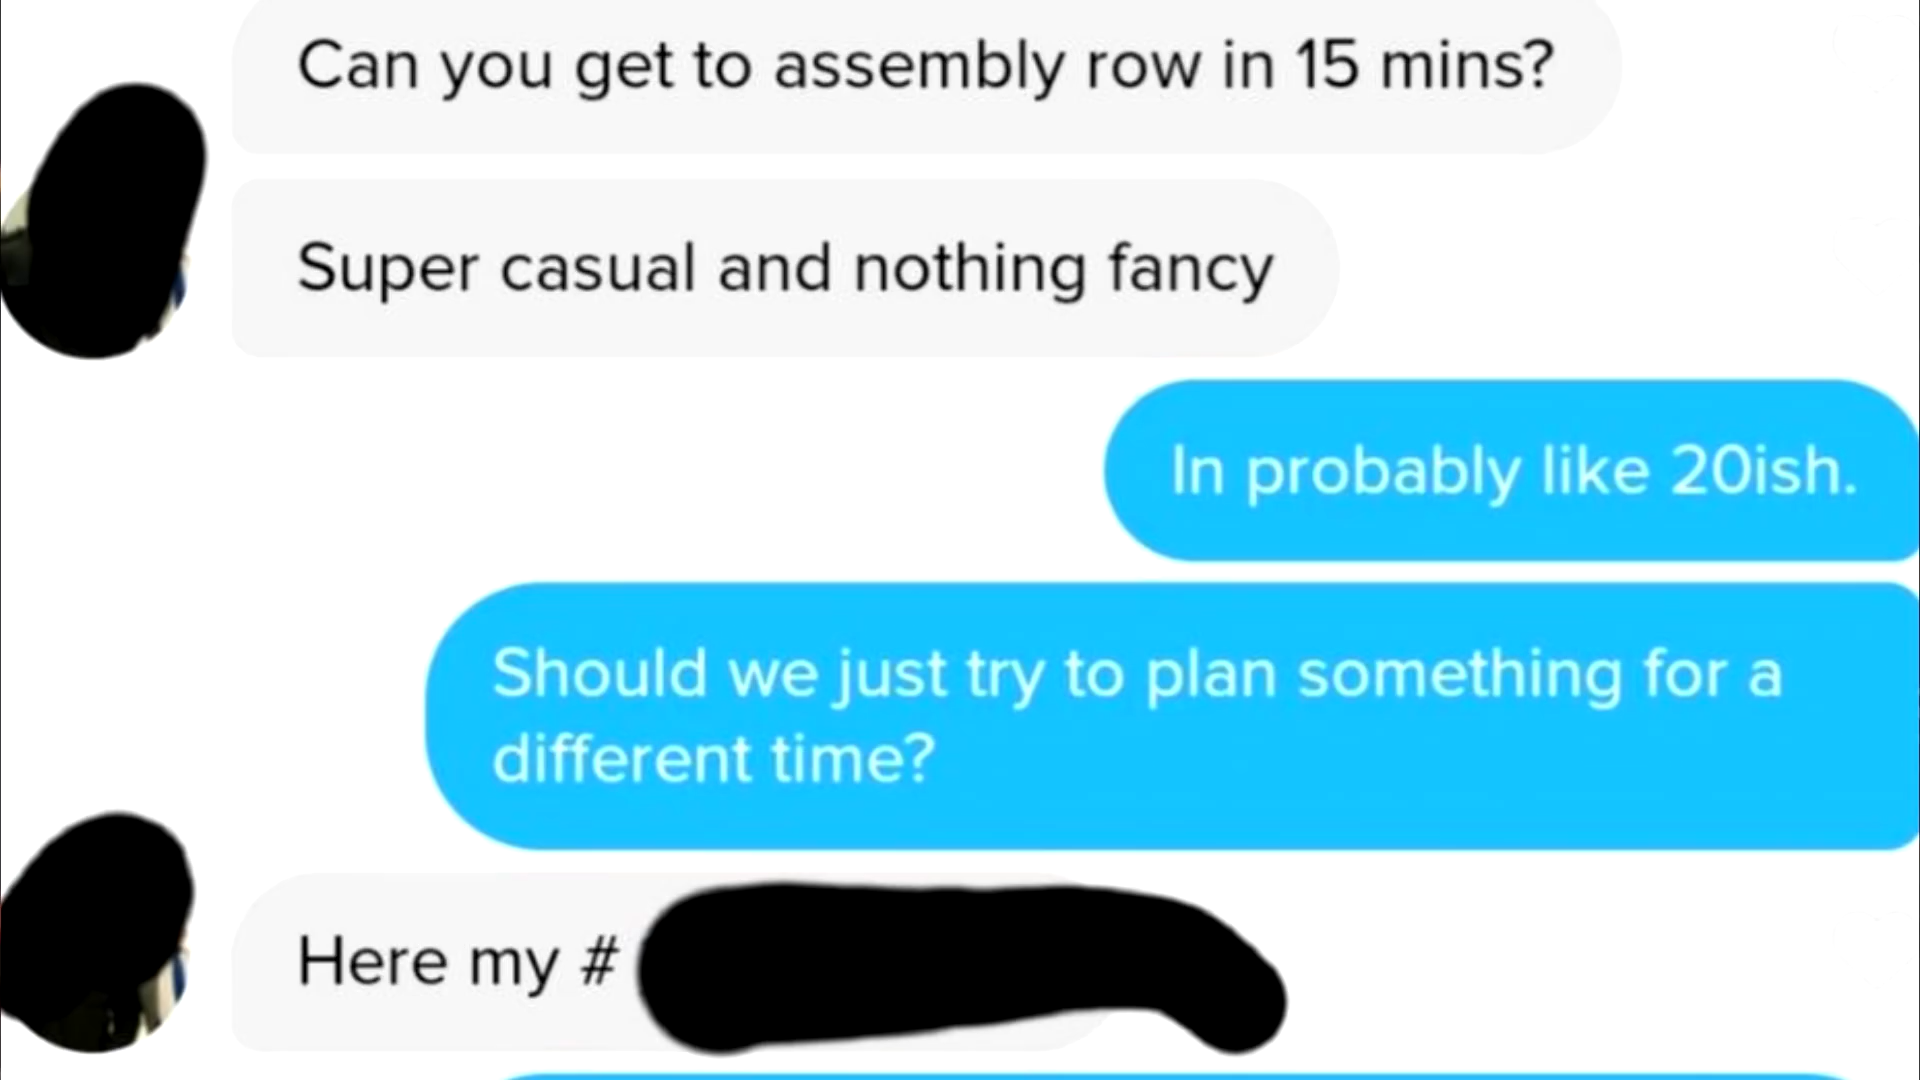 Can you get to assembly row in 15 mins?
Super casual and nothing fancy
In probably like 20ish.
Should we just try to plan something for a
different time?
Here my #